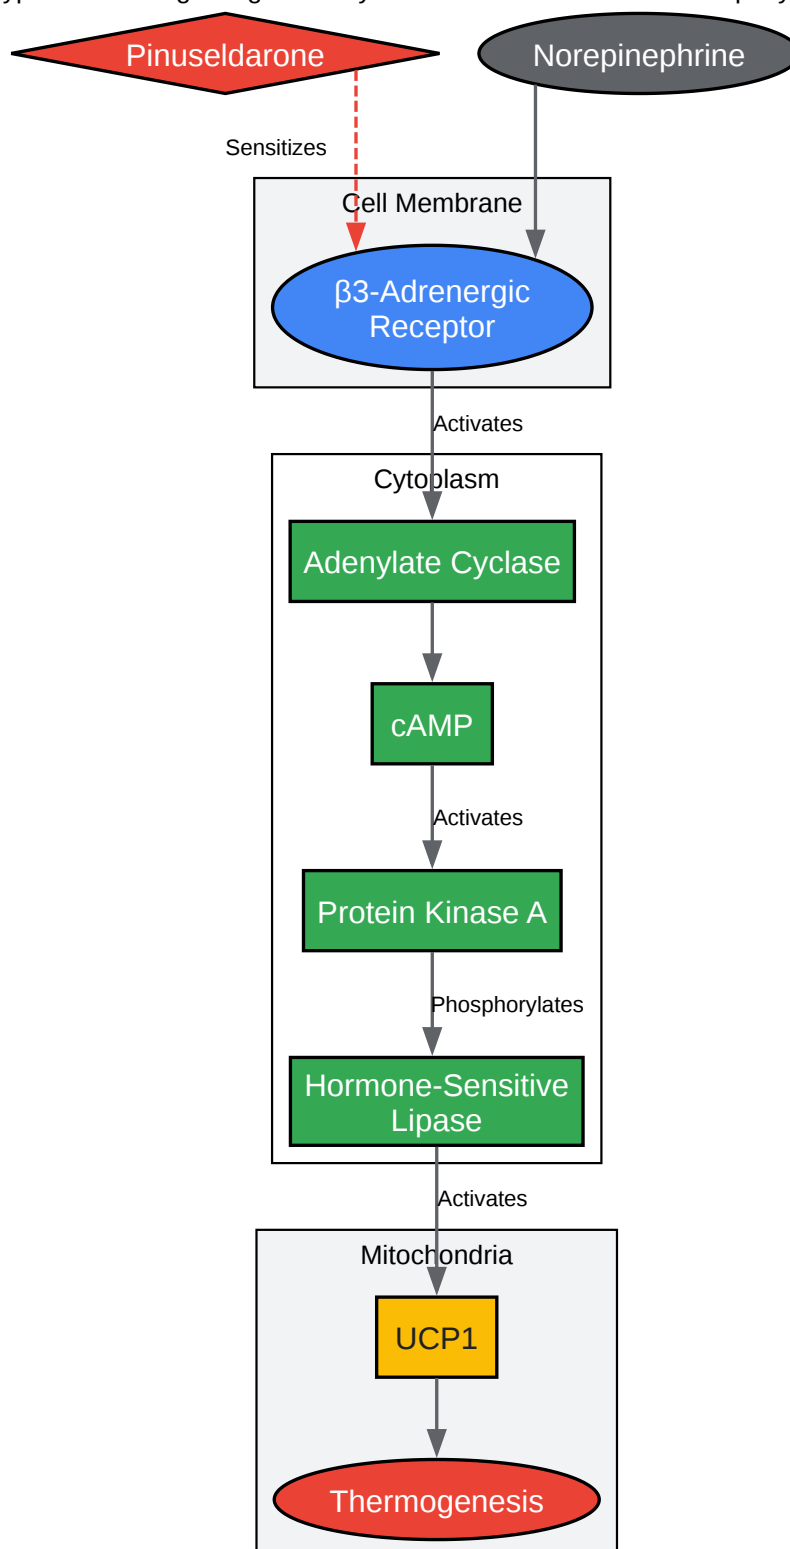 Pinuseldarone
Norepinephrine
Sensitizes
Cell Membrane
β3-Adrenergic
Receptor
Activates
Cytoplasm
Adenylate Cyclase
cAMP
Activates
Protein Kinase A
Phosphorylates
Hormone-Sensitive
Lipase
Activates
Mitochondria
UCP1
Thermogenesis